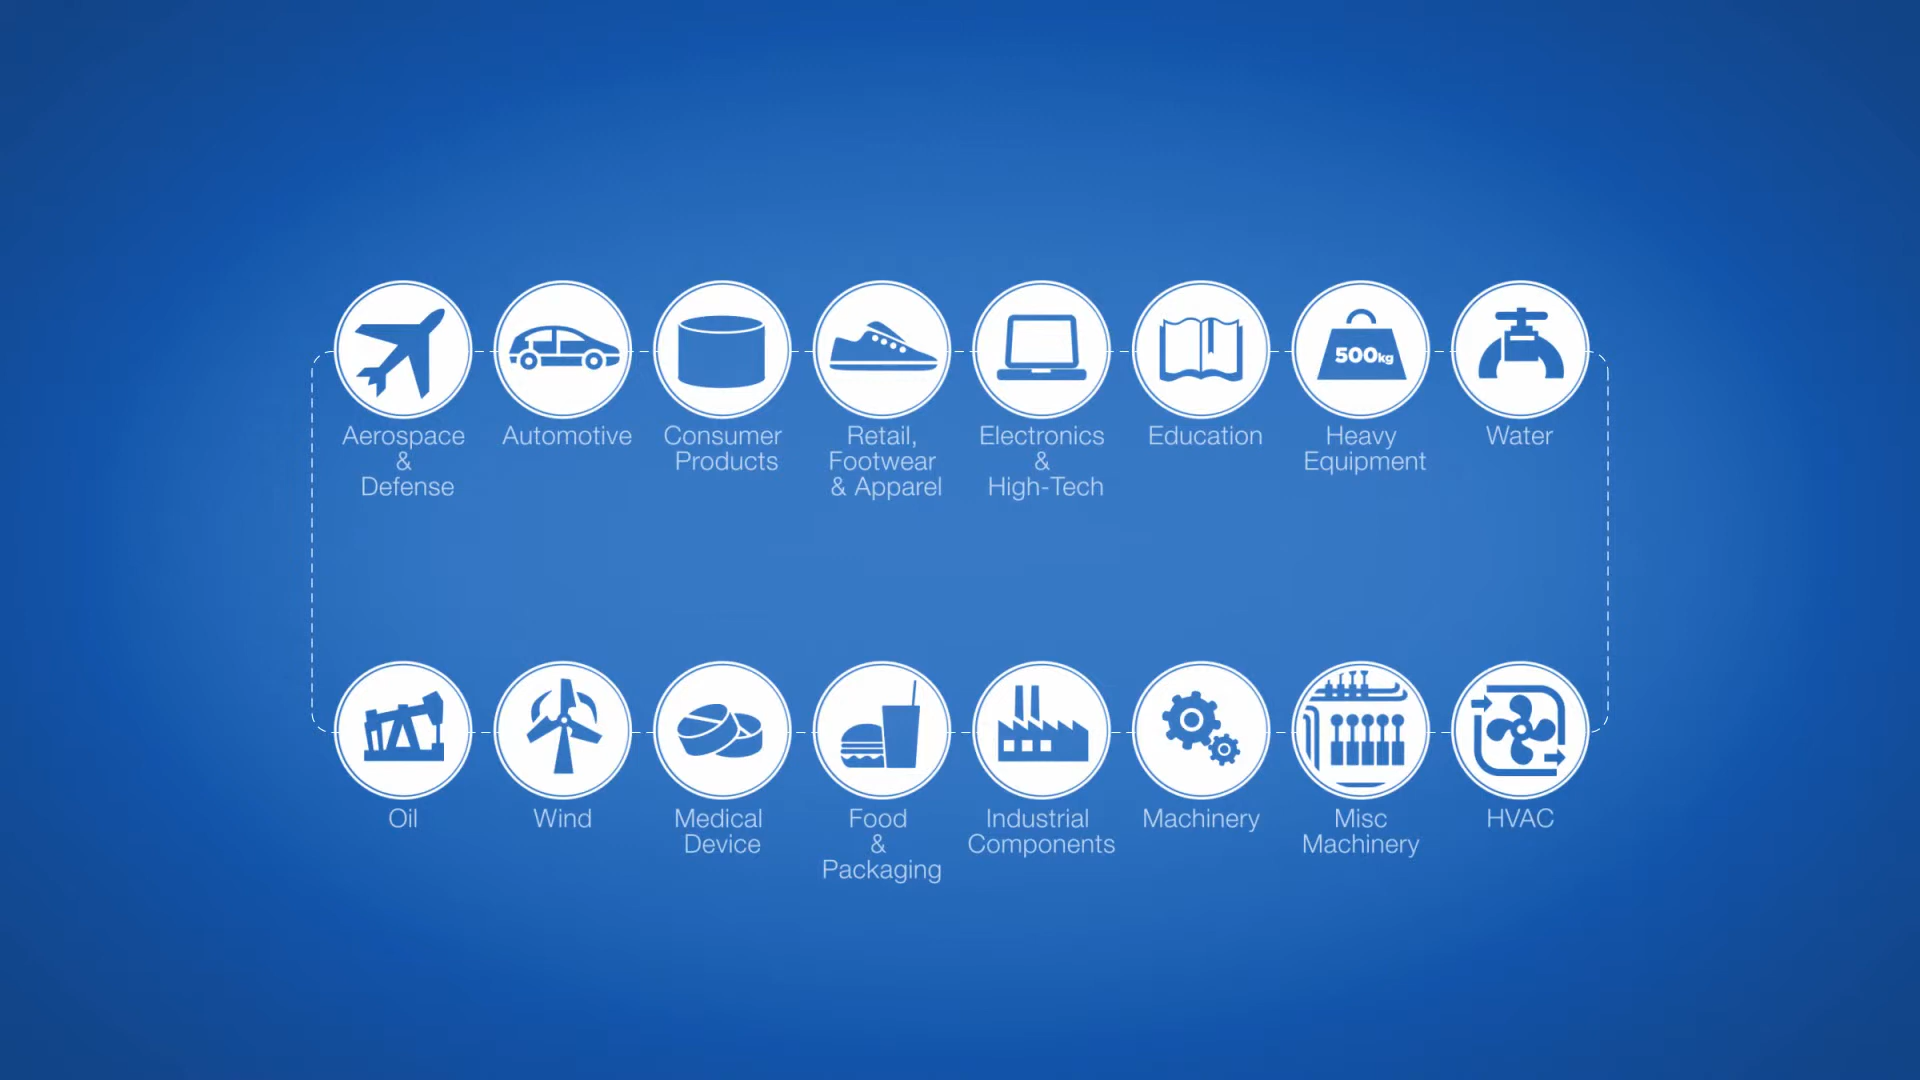 500kg
Aerospace
&
Defense
Automotive
Consumer
Products
Retail,
Footwear
& Apparel
Electronics
&
High-Tech
Education
Heavy
Equipment
Water
Oil
Wind
Medical
Device
Food
&
Packaging
Industrial
Components
Machinery
Misc
Machinery
HVAC